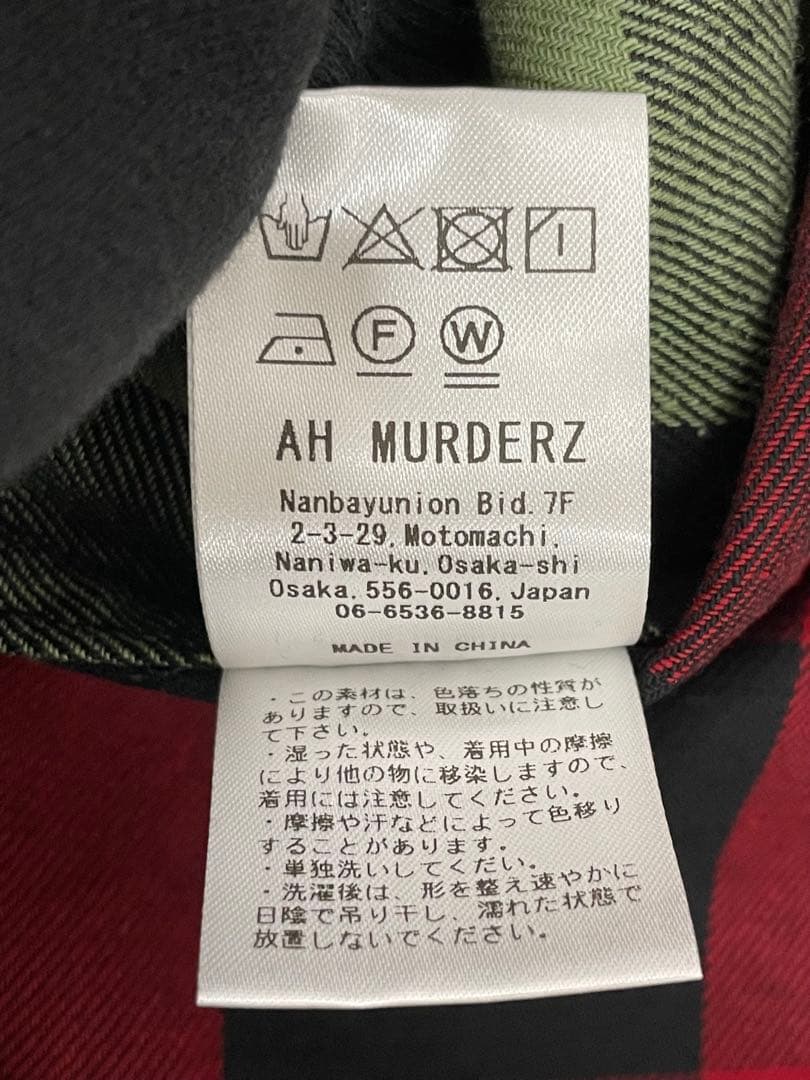 F W
AH MURDERZ
Nanbayunion Bid. 7F
2-3-29, Motomachi,
Naniwa-ku, Osaka-shi
Osaka, 556-0016, Japan
06-6536-8815
MADE IN CHINA
・この素材は、色落ちの性質が
ありますので、取扱いに注意し
て下さい。
・湿った状態や、着用中の摩擦
により他の物に移染しますので、
着用には注意してください。
・摩擦や汗などによって色移り
することがあります。
・単独洗いしてくだい。
・洗濯後は、形を整え速やかに
日陰で吊り干し、濡れた状態で
放置しないでください。